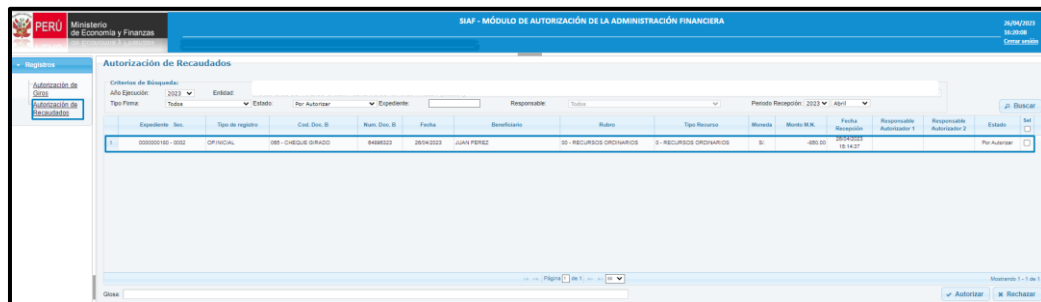 PERÚ Ministerio de Economía y Finanzas
SIAF - MÓDULO DE AUTORIZACIÓN DE LA ADMINISTRACIÓN FINANCIERA
26/04/2023
16:20:08
Cerrar sesión
Registros
Autorización de Giros
Autorización de Recaudados
Autorización de Recaudados
Criterios de Búsqueda:
Año Ejecución: 2023 Entidad:
Tipo Firma: Todos Estado: Por Autorizar Expediente: Responsable: Todos Periodo Recepción: 2023 Abril
Buscar
Expediente Sec. Tipo de registro Cod. Doc. B Num. Doc. B Fecha Beneficiario Rubro Tipo Recurso Moneda Monto M.N. Fecha Recepción Responsable Autorizador 1 Responsable Autorizador 2 Estado Sel
1 0000000160 - 0002 OP.INICIAL 065 - CHEQUE GIRADO 26/04/2023 JUAN PEREZ 00 - RECURSOS ORDINARIOS 0 - RECURSOS ORDINARIOS S/. 26/04/2023 15:14:37 Por Autorizar
Página 1 de 1
Mostrando 1 - 1 de 1
Glosa:
Autorizar Rechazar